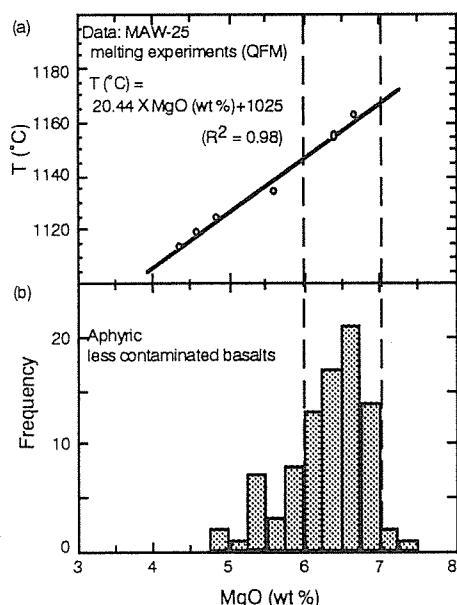 (a)
Data: MAW-25
melting experiments (QFM)
T (°C) =
20.44 X MgO (wt %)+1025
(R² = 0.98)
1180
1160
1140
1120
T (°C)
(b)
Aphyric
less contaminated basalts
20
10
0
Frequency
3 4 5 6 7 8
MgO (wt %)